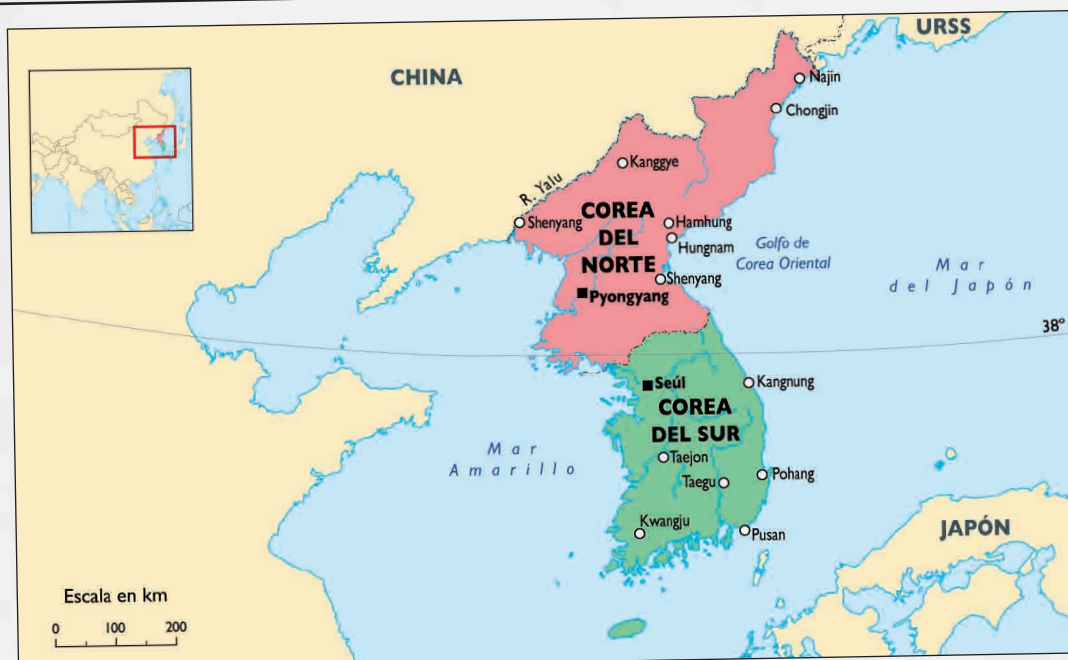 URSS
CHINA
Najin
Chongjin
Kanggye
R. Yalu
Shenyang
COREA
DEL
NORTE
Hamhung
Hungnam
Golfo de
Corea Oriental
Mar
del Japón
Shenyang
Pyongyang
38º
Seúl
Kangnung
COREA
DEL SUR
Mar
Amarillo
Taejon
Taegu
Pohang
Kwangju
Pusan
JAPÓN
Escala en km
0 100 200